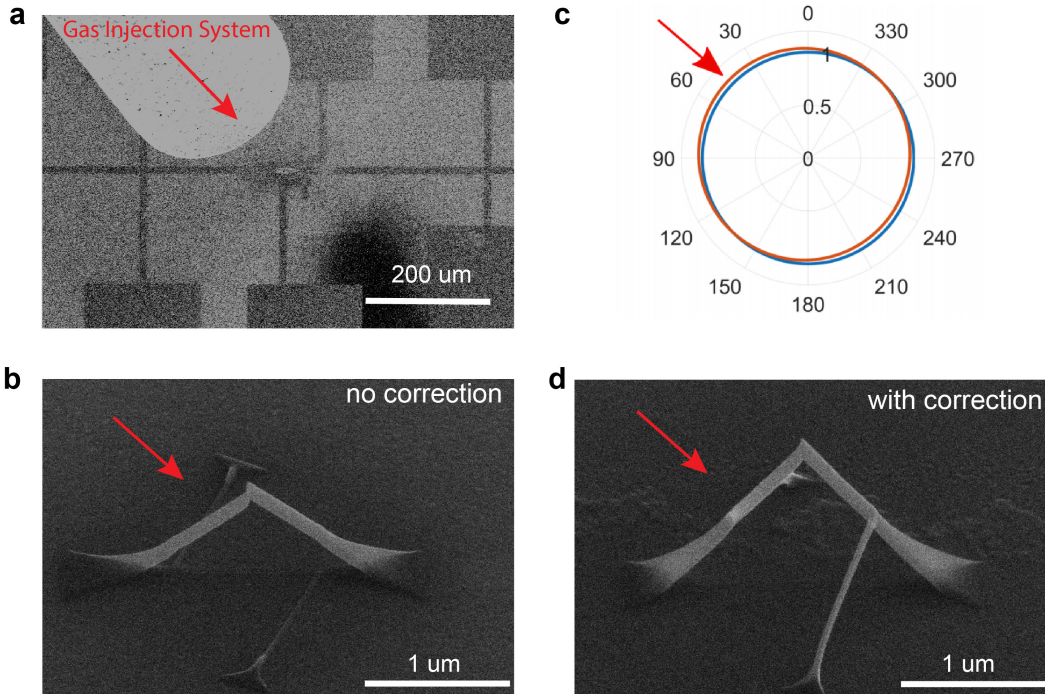 a
Gas Injection System
200 um
c
0
30
330
60
300
1
0.5
90
0
270
120
240
150
210
180
b
no correction
1 um
d
with correction
1 um